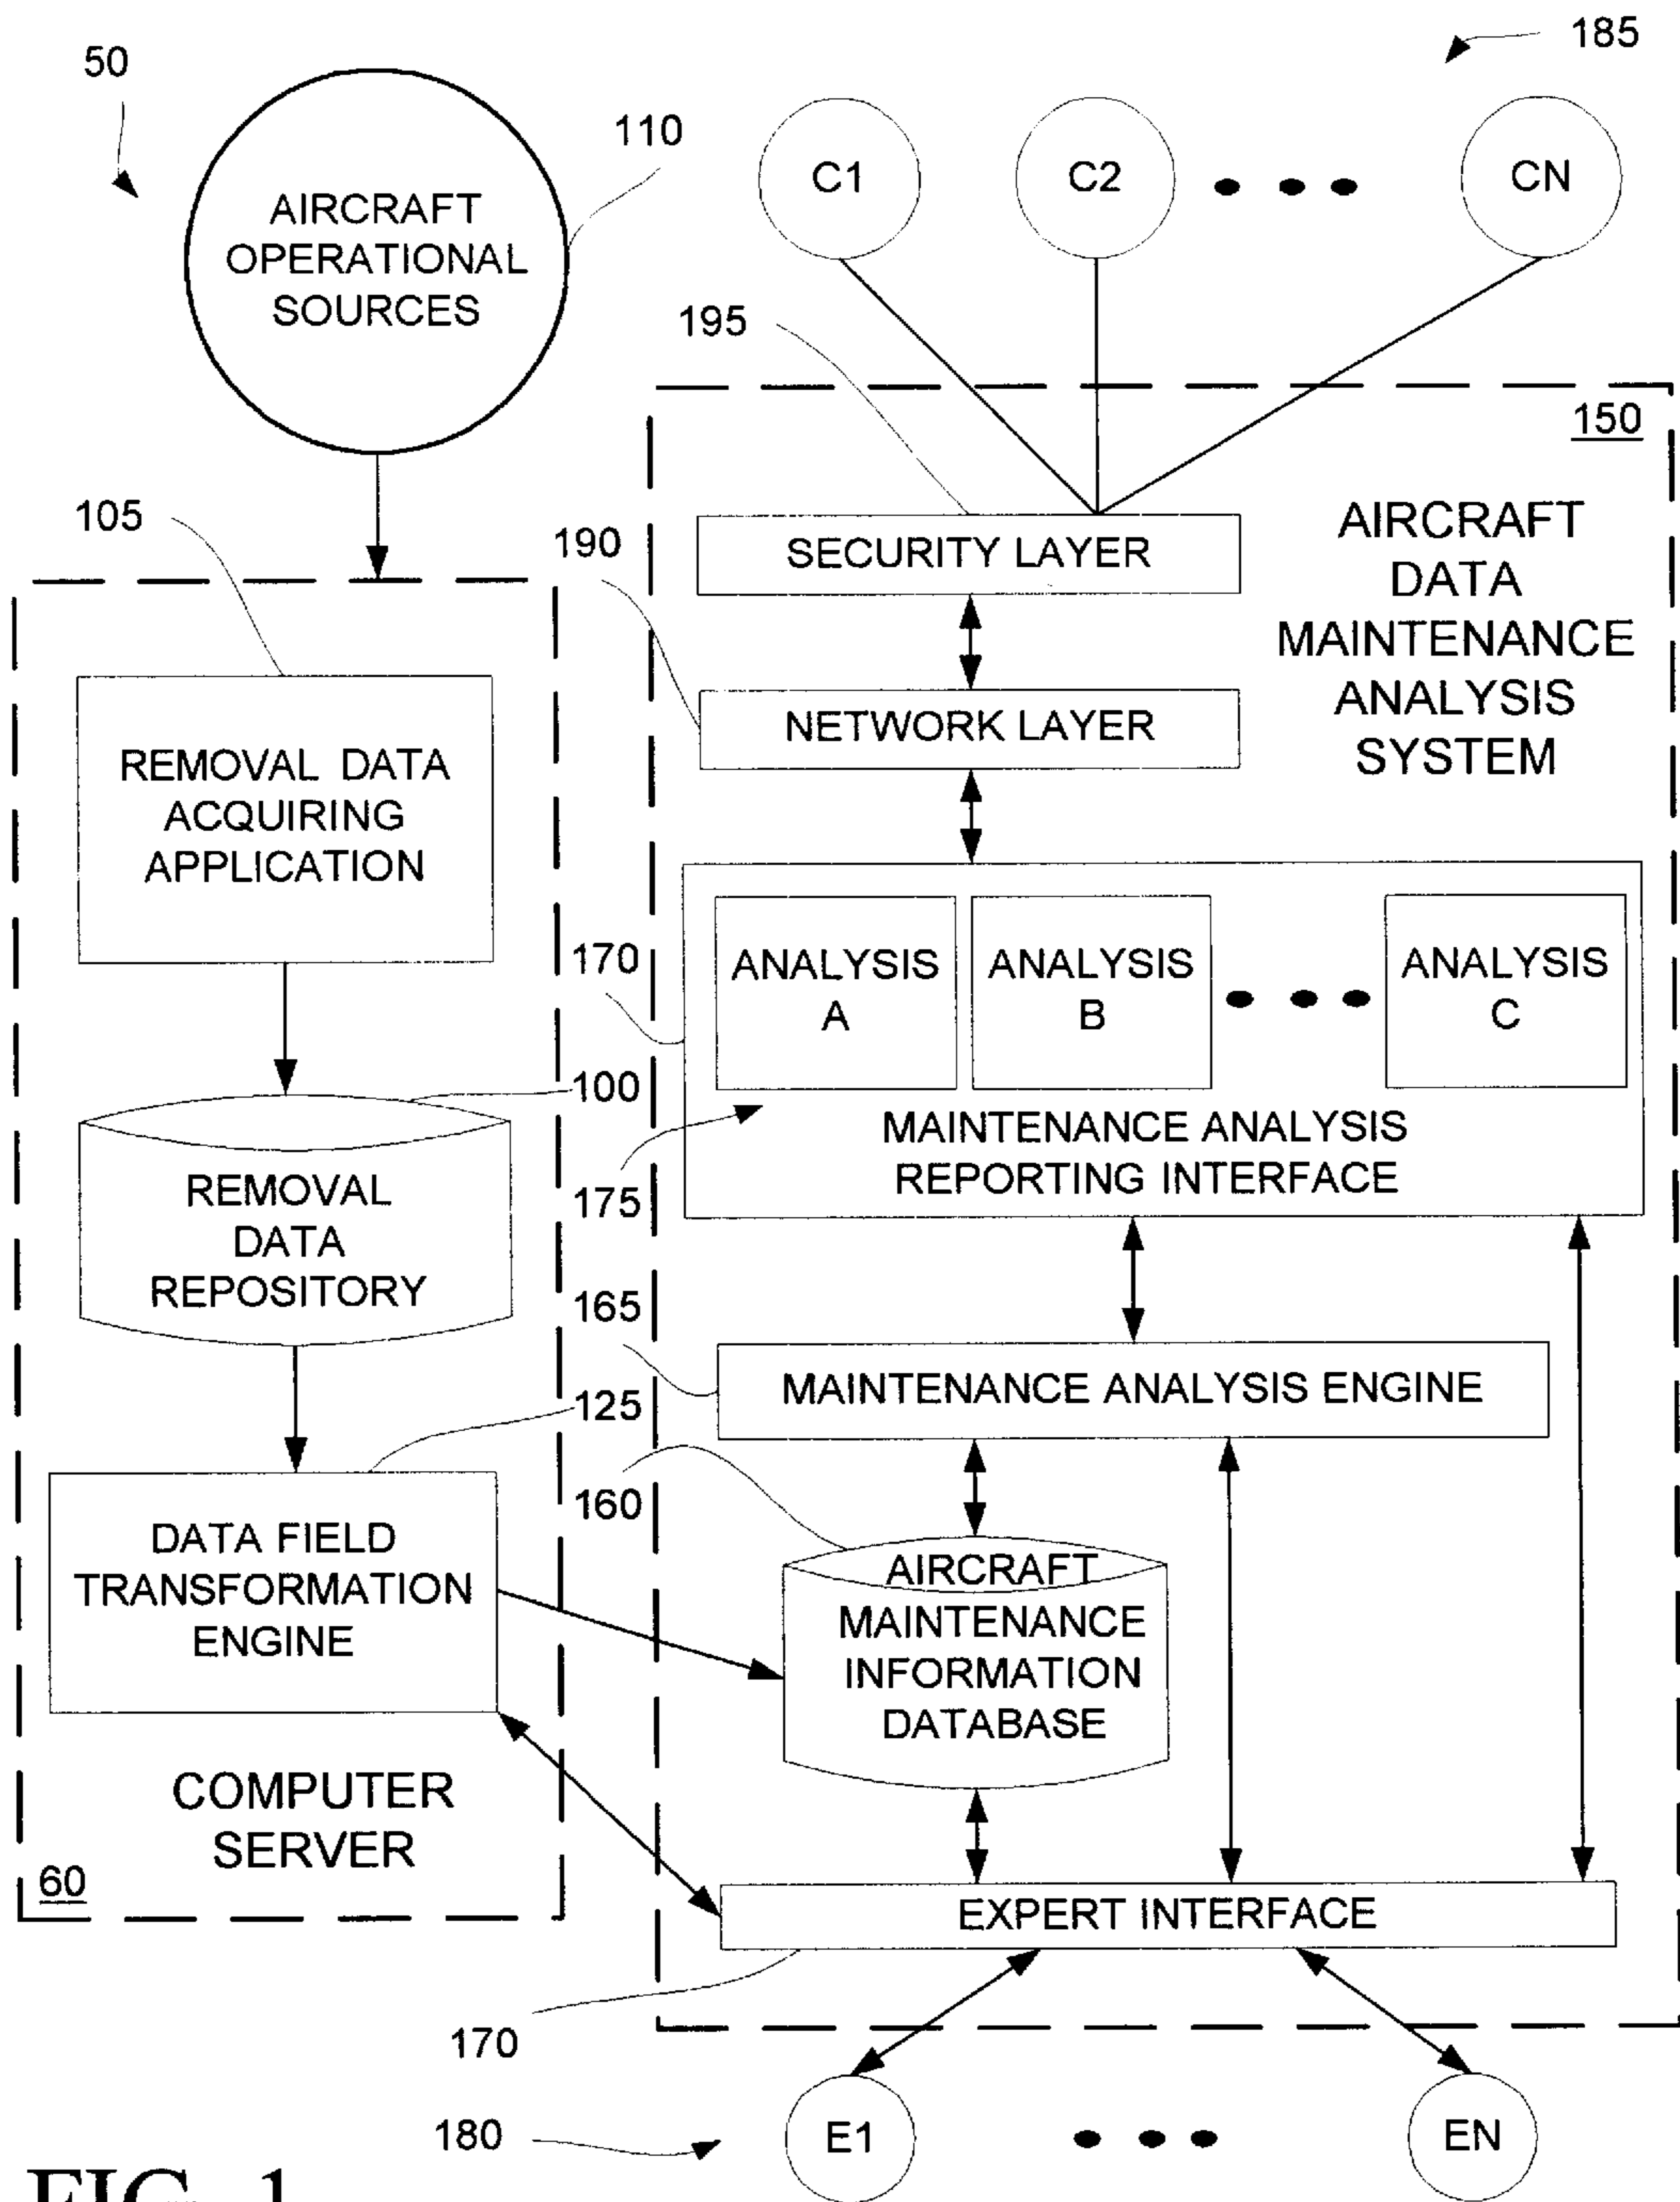 50
185
AIRCRAFT
OPERATIONAL
SOURCES
110
C1
C2
CN
195
150
AIRCRAFT
DATA
MAINTENANCE
ANALYSIS
SYSTEM
105
190
SECURITY LAYER
NETWORK LAYER
REMOVAL DATA
ACQUIRING
APPLICATION
170
ANALYSIS
A
ANALYSIS
B
ANALYSIS
C
100
MAINTENANCE ANALYSIS
REPORTING INTERFACE
175
REMOVAL
DATA
REPOSITORY
165
MAINTENANCE ANALYSIS ENGINE
125
160
DATA FIELD
TRANSFORMATION
ENGINE
AIRCRAFT
MAINTENANCE
INFORMATION
DATABASE
COMPUTER
SERVER
60
EXPERT INTERFACE
170
180
E1
EN
FIG. 1